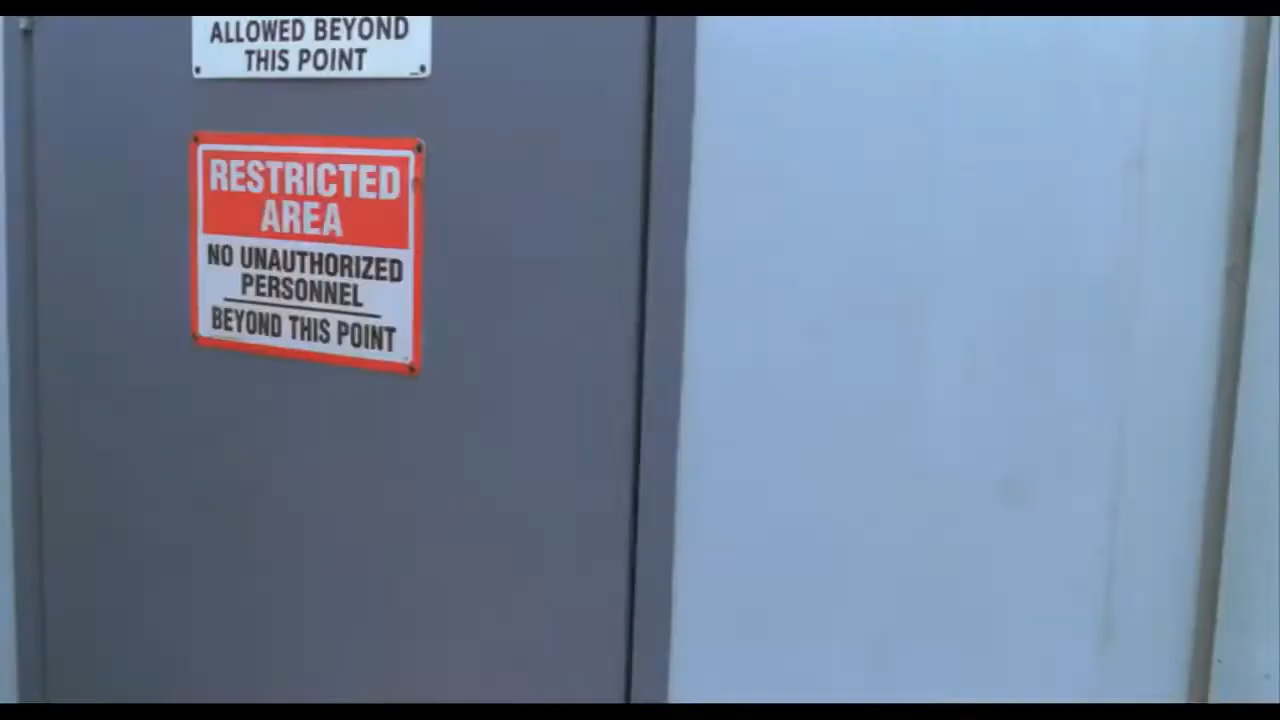 ALLOWED BEYOND
THIS POINT
RESTRICTED
AREA
NO UNAUTHORIZED
PERSONNEL
BEYOND THIS POINT